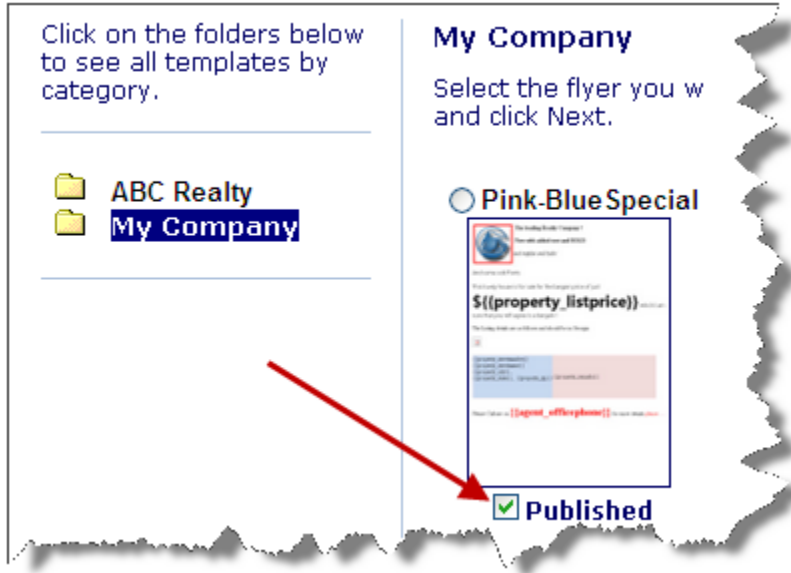 Click on the folders below
to see all templates by
category.
ABC Realty
My Company
My Company
Select the flyer you w
and click Next.
Pink-Blue Special
${{property_listprice}}
{{agent_officephone}}
Published